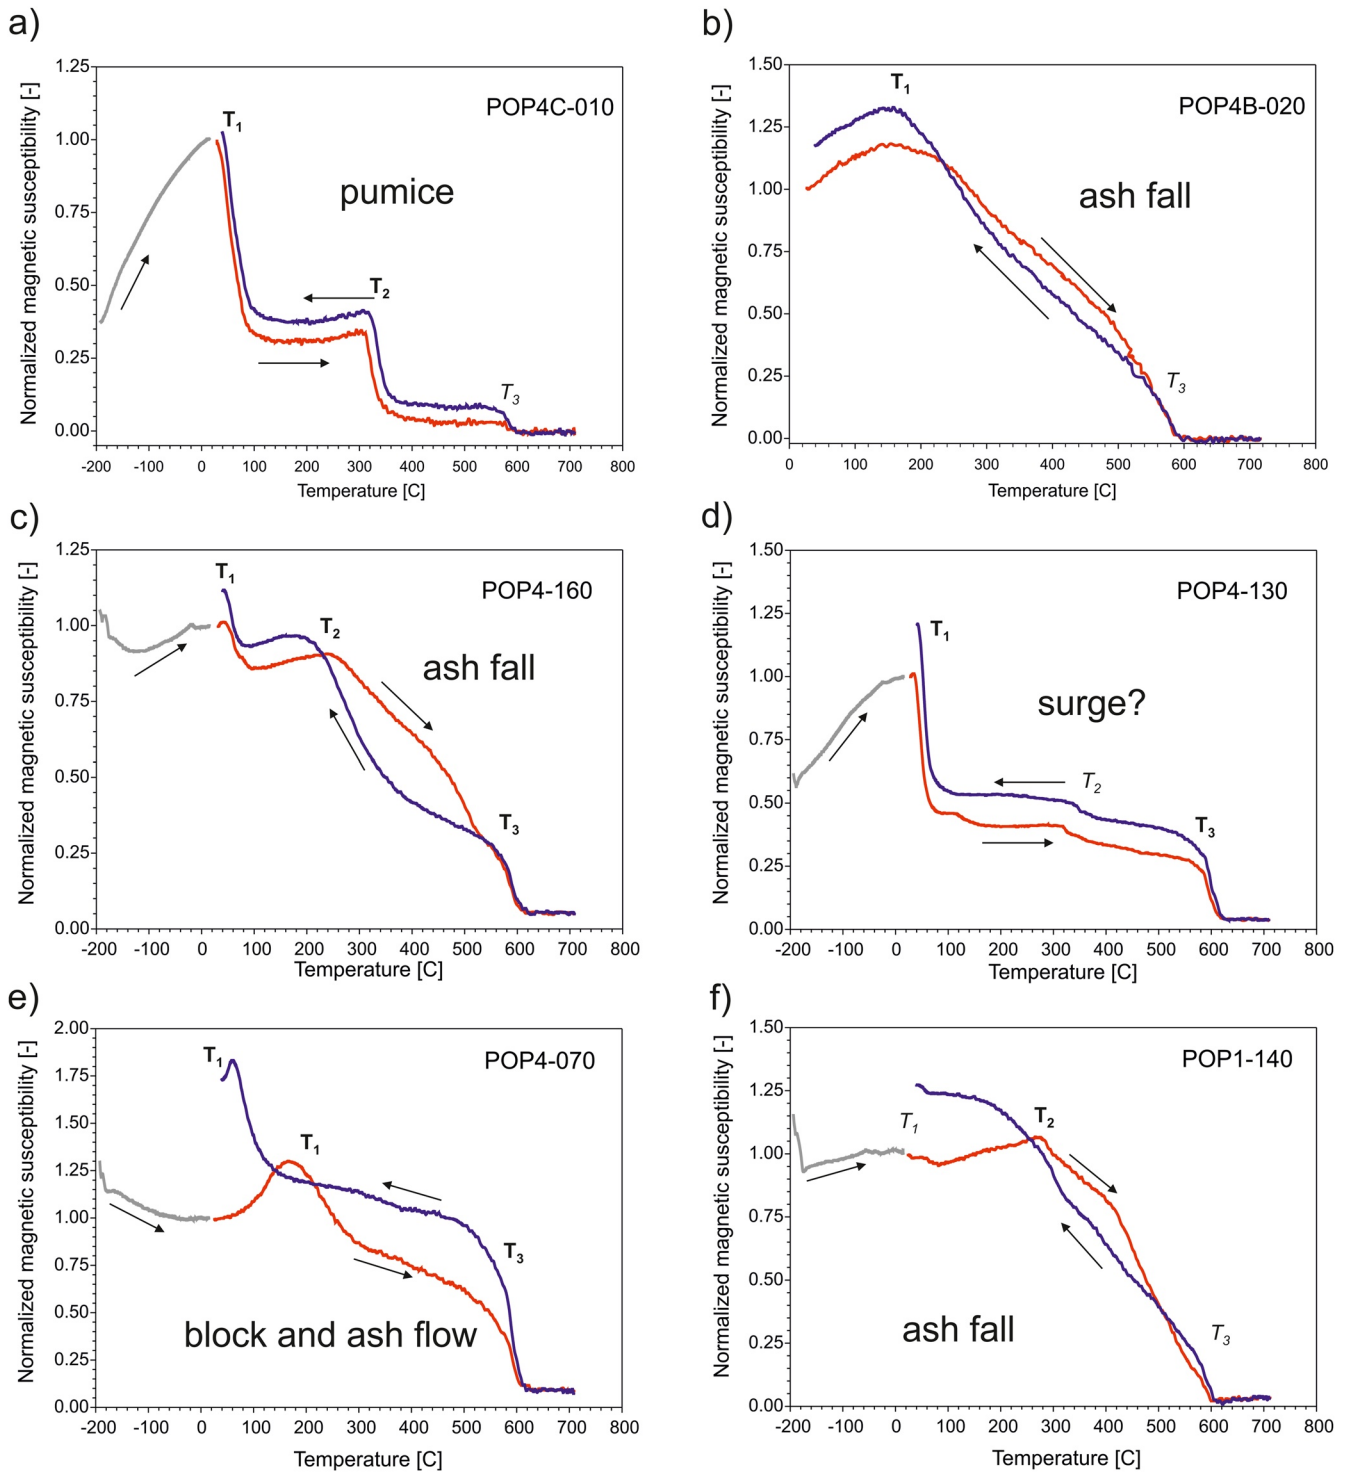 a)
Normalized magnetic susceptibility [-]
1.25
1.00
0.75
0.50
0.25
0.00
POP4C-010
T1
pumice
T2
T3
-200 -100 0 100 200 300 400 500 600 700 800
Temperature [C]
b)
Normalized magnetic susceptibility [-]
1.50
1.25
1.00
0.75
0.50
0.25
0.00
T1
POP4B-020
ash fall
T3
0 100 200 300 400 500 600 700 800
Temperature [C]
c)
Normalized magnetic susceptibility [-]
1.25
1.00
0.75
0.50
0.25
0.00
T1
POP4-160
T2
ash fall
T3
-200 -100 0 100 200 300 400 500 600 700 800
Temperature [C]
d)
Normalized magnetic susceptibility [-]
1.50
1.25
1.00
0.75
0.50
0.25
0.00
POP4-130
T1
surge?
T2
T3
-200 -100 0 100 200 300 400 500 600 700 800
Temperature [C]
e)
Normalized magnetic susceptibility [-]
2.00
1.75
1.50
1.25
1.00
0.75
0.50
0.25
0.00
T1
POP4-070
T1
T3
block and ash flow
-200 -100 0 100 200 300 400 500 600 700 800
Temperature [C]
f)
Normalized magnetic susceptibility [-]
1.50
1.25
1.00
0.75
0.50
0.25
0.00
POP1-140
T1
T2
ash fall
T3
-200 -100 0 100 200 300 400 500 600 700 800
Temperature [C]